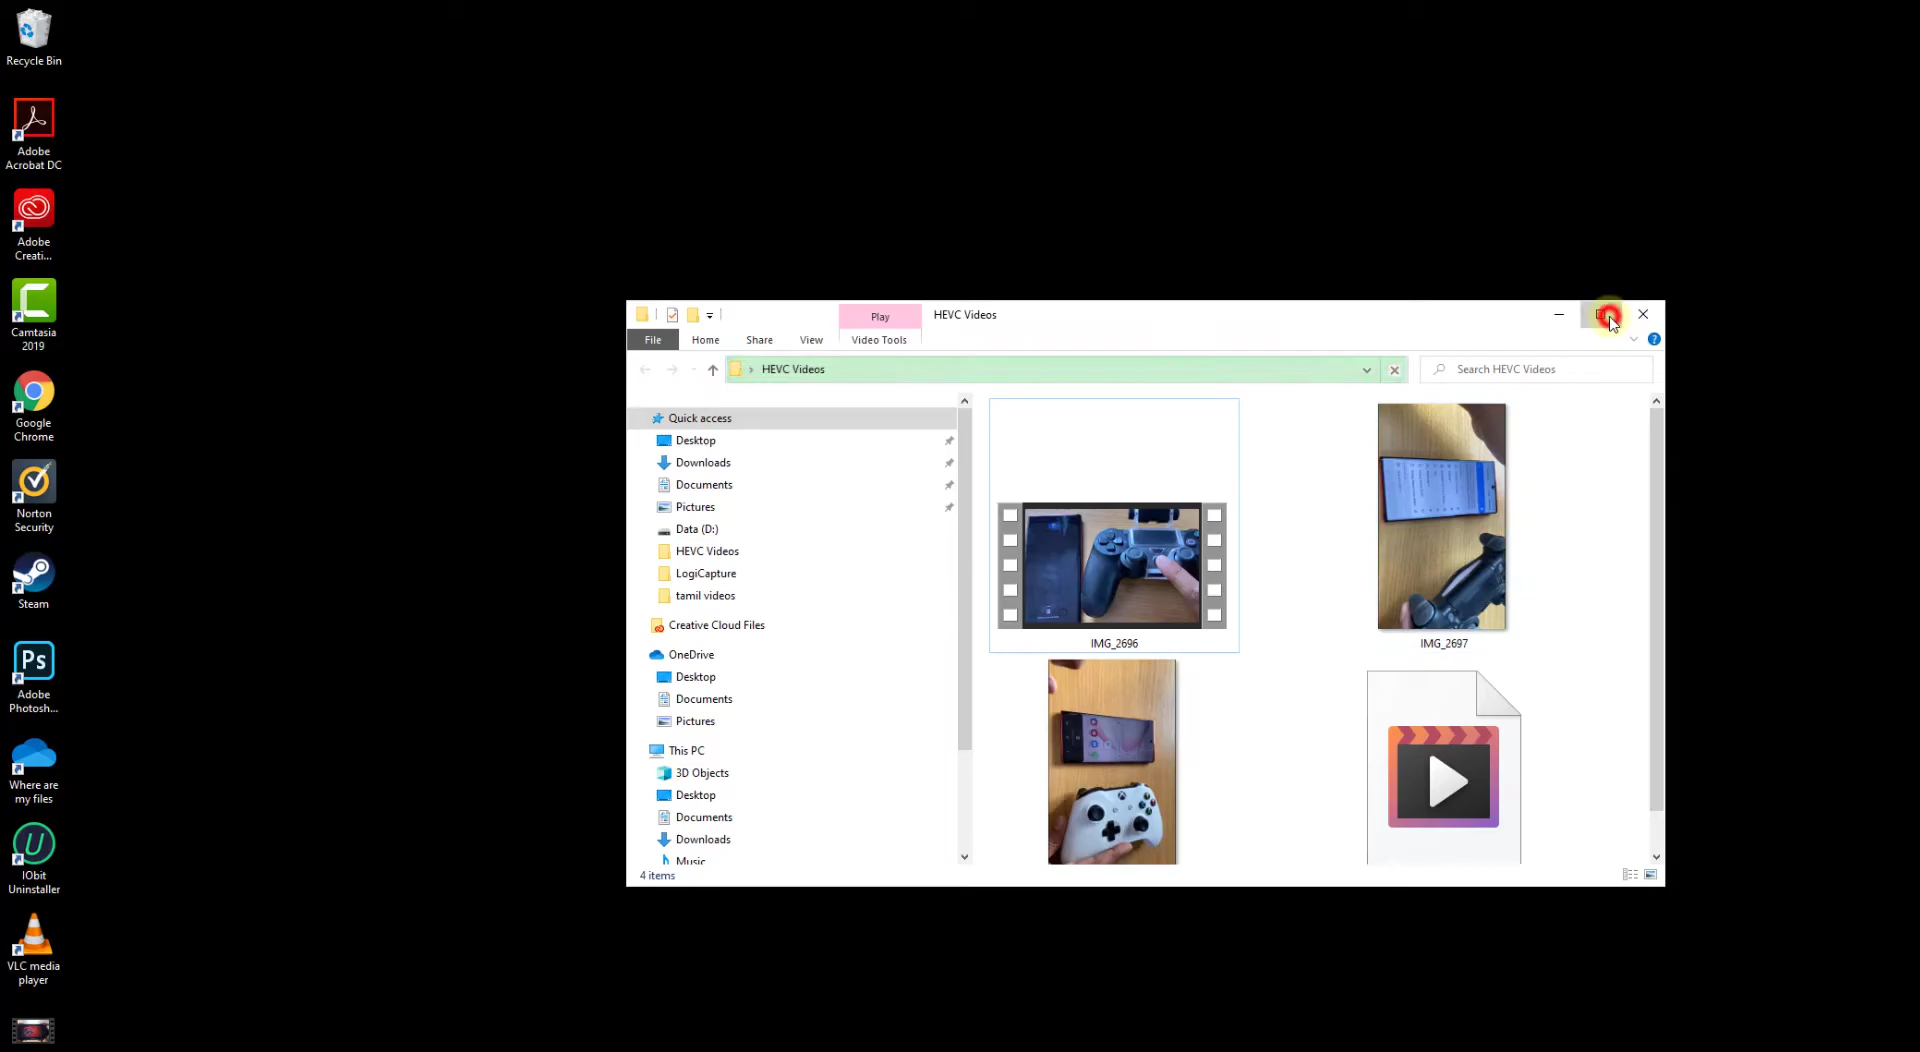 Recycle Bin
Adobe
Acrobat DC
Adobe
Creati...
Camtasia
2019
Google
Chrome
Norton
Security
Steam
Ps
Adobe
Photosh...
Where are
my files
IObit
Uninstaller
VLC media
player
Play
HEVC Videos
File
Home
Share
View
Video Tools
HEVC Videos
Search HEVC Videos
Quick access
Desktop
Downloads
Documents
Pictures
Data (D:)
HEVC Videos
LogiCapture
tamil videos
Creative Cloud Files
OneDrive
Desktop
Documents
Pictures
This PC
3D Objects
Desktop
Documents
Downloads
Music
IMG_2696
IMG_2697
4 items